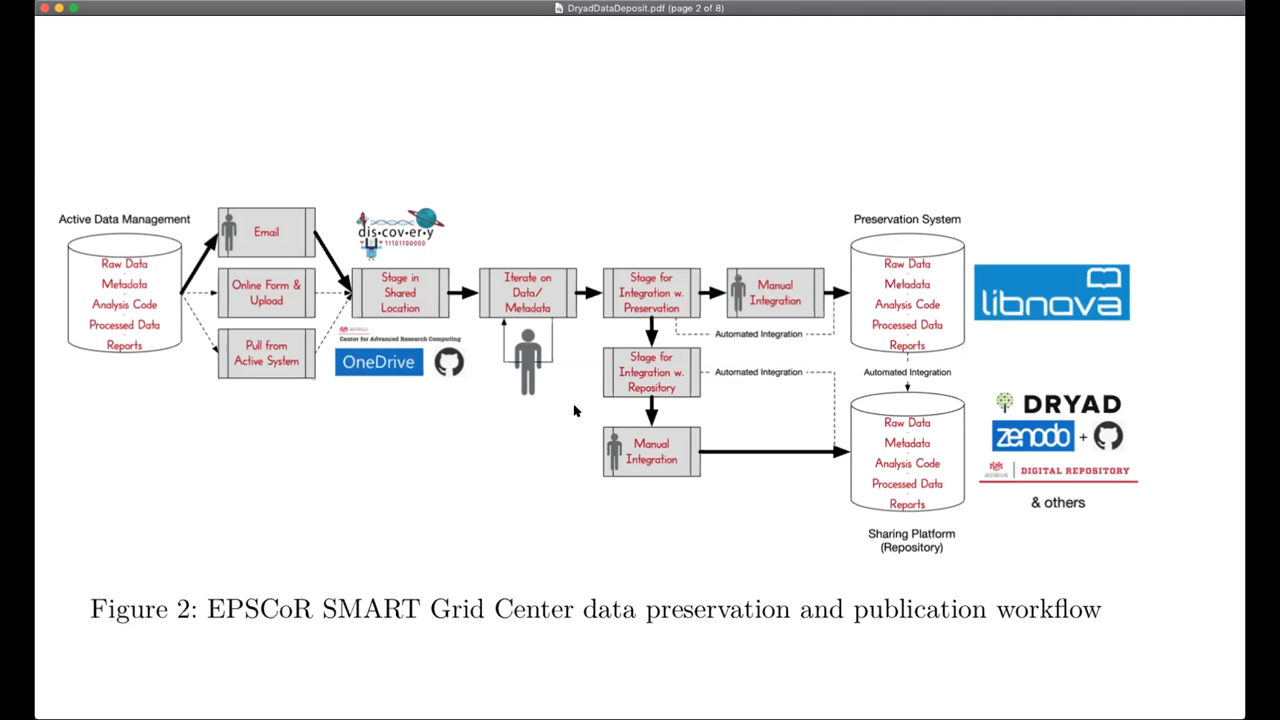 DryadDataDeposit.pdf (page 2 of 8)
Active Data Management
Raw Data
Metadata
Analysis Code
Processed Data
Reports
Email
Online Form &
Upload
Pull from
Active System
dis•cov•er•y
11101100000
Stage in
Shared
Location
Center for Advanced Research Computing
OneDrive
Iterate on
Data/
Metadata
Stage for
Integration w.
Preservation
Manual
Integration
Automated Integration
Stage for
Integration w.
Repository
Automated Integration
Manual
Integration
Preservation System
Raw Data
Metadata
Analysis Code
Processed Data
Reports
libnova
Automated Integration
Raw Data
Metadata
Analysis Code
Processed Data
Reports
Sharing Platform
(Repository)
DRYAD
zenodo +
DIGITAL REPOSITORY
& others
Figure 2: EPSCoR SMART Grid Center data preservation and publication workflow